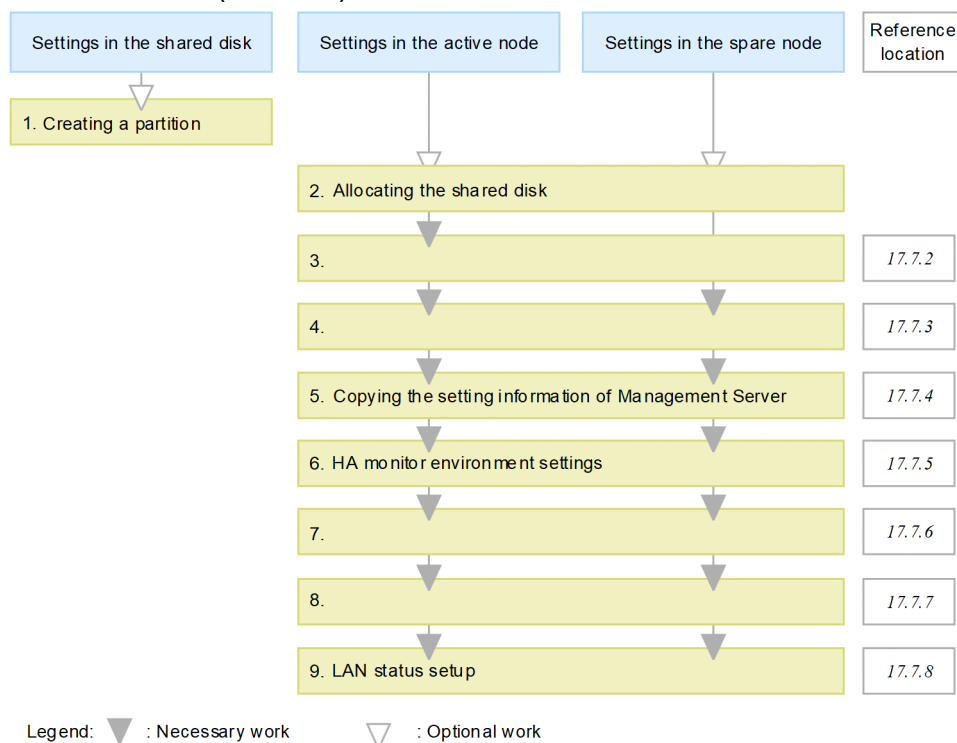 Settings in the shared disk
Settings in the active node
Settings in the spare node
Reference
location
1. Creating a partition
2. Allocating the shared disk
3.
17.7.2
4.
17.7.3
5. Copying the setting information of Management Server
17.7.4
6. HA monitor environment settings
17.7.5
7.
17.7.6
8.
17.7.7
9. LAN status setup
17.7.8
Legend: : Necessary work : Optional work